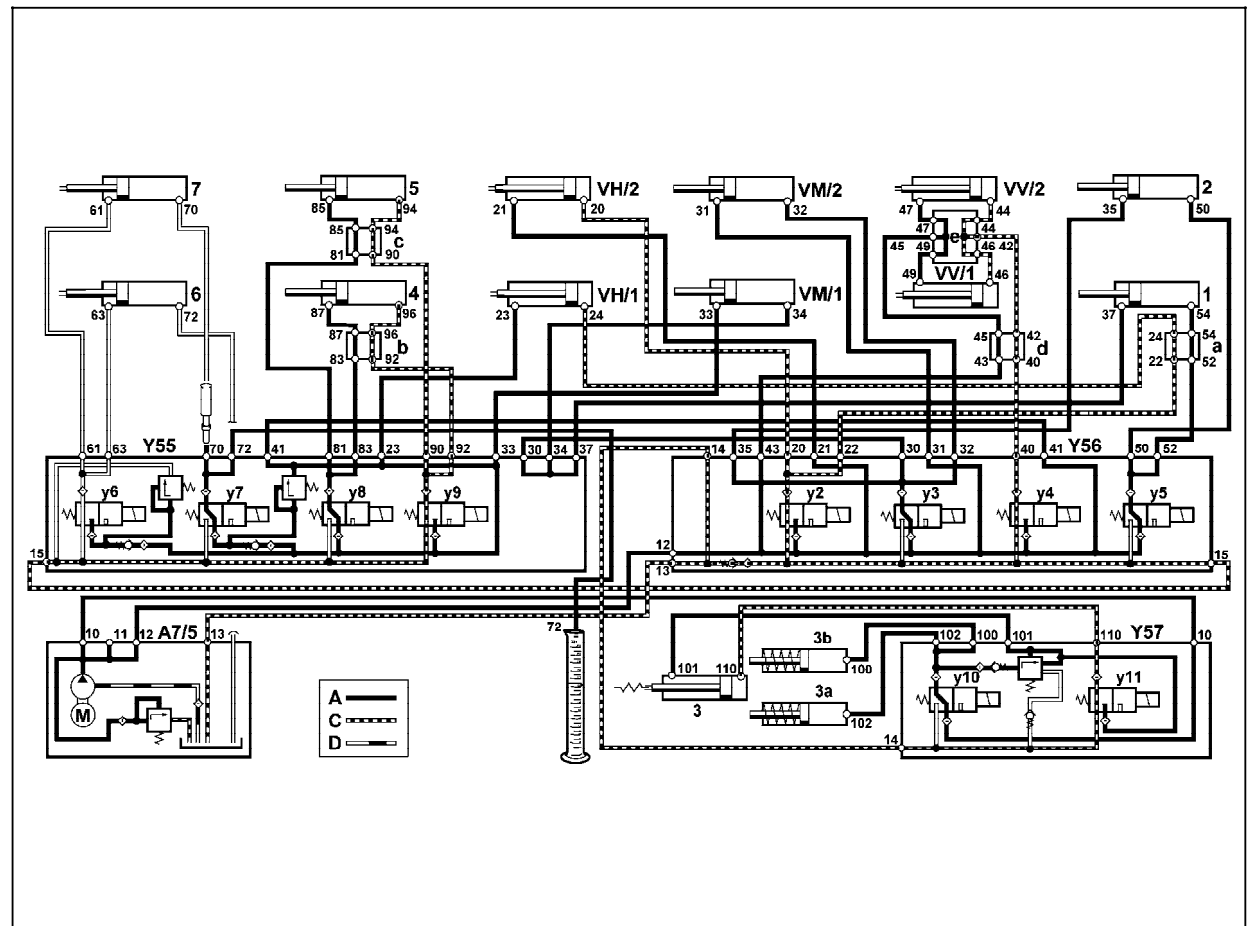 7 5 VH/2 VM/2 VV/2 2
61 70 85 94 21 20 31 32 47 44 35 50
85 94 47 44
c e
45 49 46 42
81 90
VV/1
49 46
6 4 VH/1 VM/1 1
63 72 87 96 23 24 33 34 37 54
87 96 45 42 24 54
b d a
83 92 43 40 22 52
61 63 Y55 70 72 41 81 83 23 90 92 33 30 34 37 14 35 43 20 21 22 30 31 32 40 41 Y56 50 52
y6 y7 y8 y9 y2 y3 y4 y5
15 12 15
13
10 11 12 A7/5 13 72 102 100 101 110 Y57 10
3b
101 110 100
y10 y11
3a
M
3 102
A
C 14
D